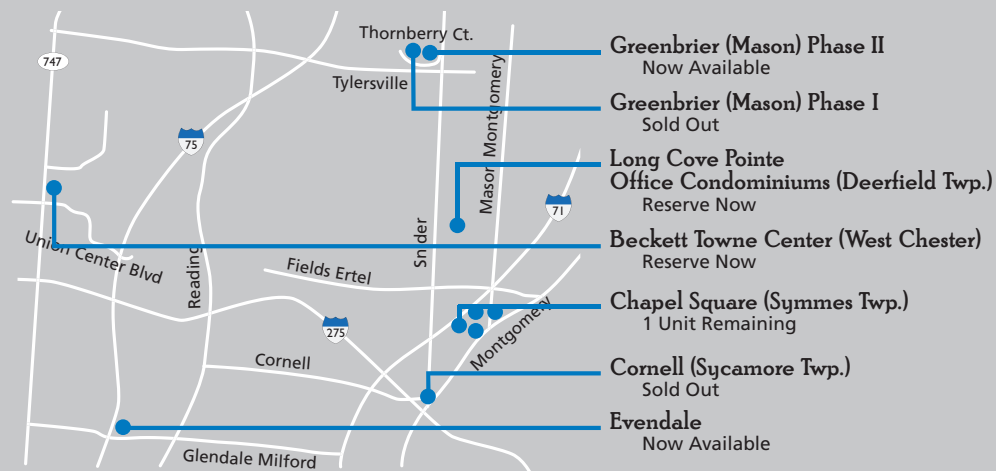 Thornberry Ct.
747
Tylersville
75
Mason Montgomery
71
Snider
Reading
Union Center Blvd
Fields Ertel
275
Montgomery
Cornell
Glendale Milford
Greenbrier (Mason) Phase II
Now Available
Greenbrier (Mason) Phase I
Sold Out
Long Cove Pointe
Office Condominiums (Deerfield Twp.)
Reserve Now
Beckett Towne Center (West Chester)
Reserve Now
Chapel Square (Symmes Twp.)
1 Unit Remaining
Cornell (Sycamore Twp.)
Sold Out
Evendale
Now Available